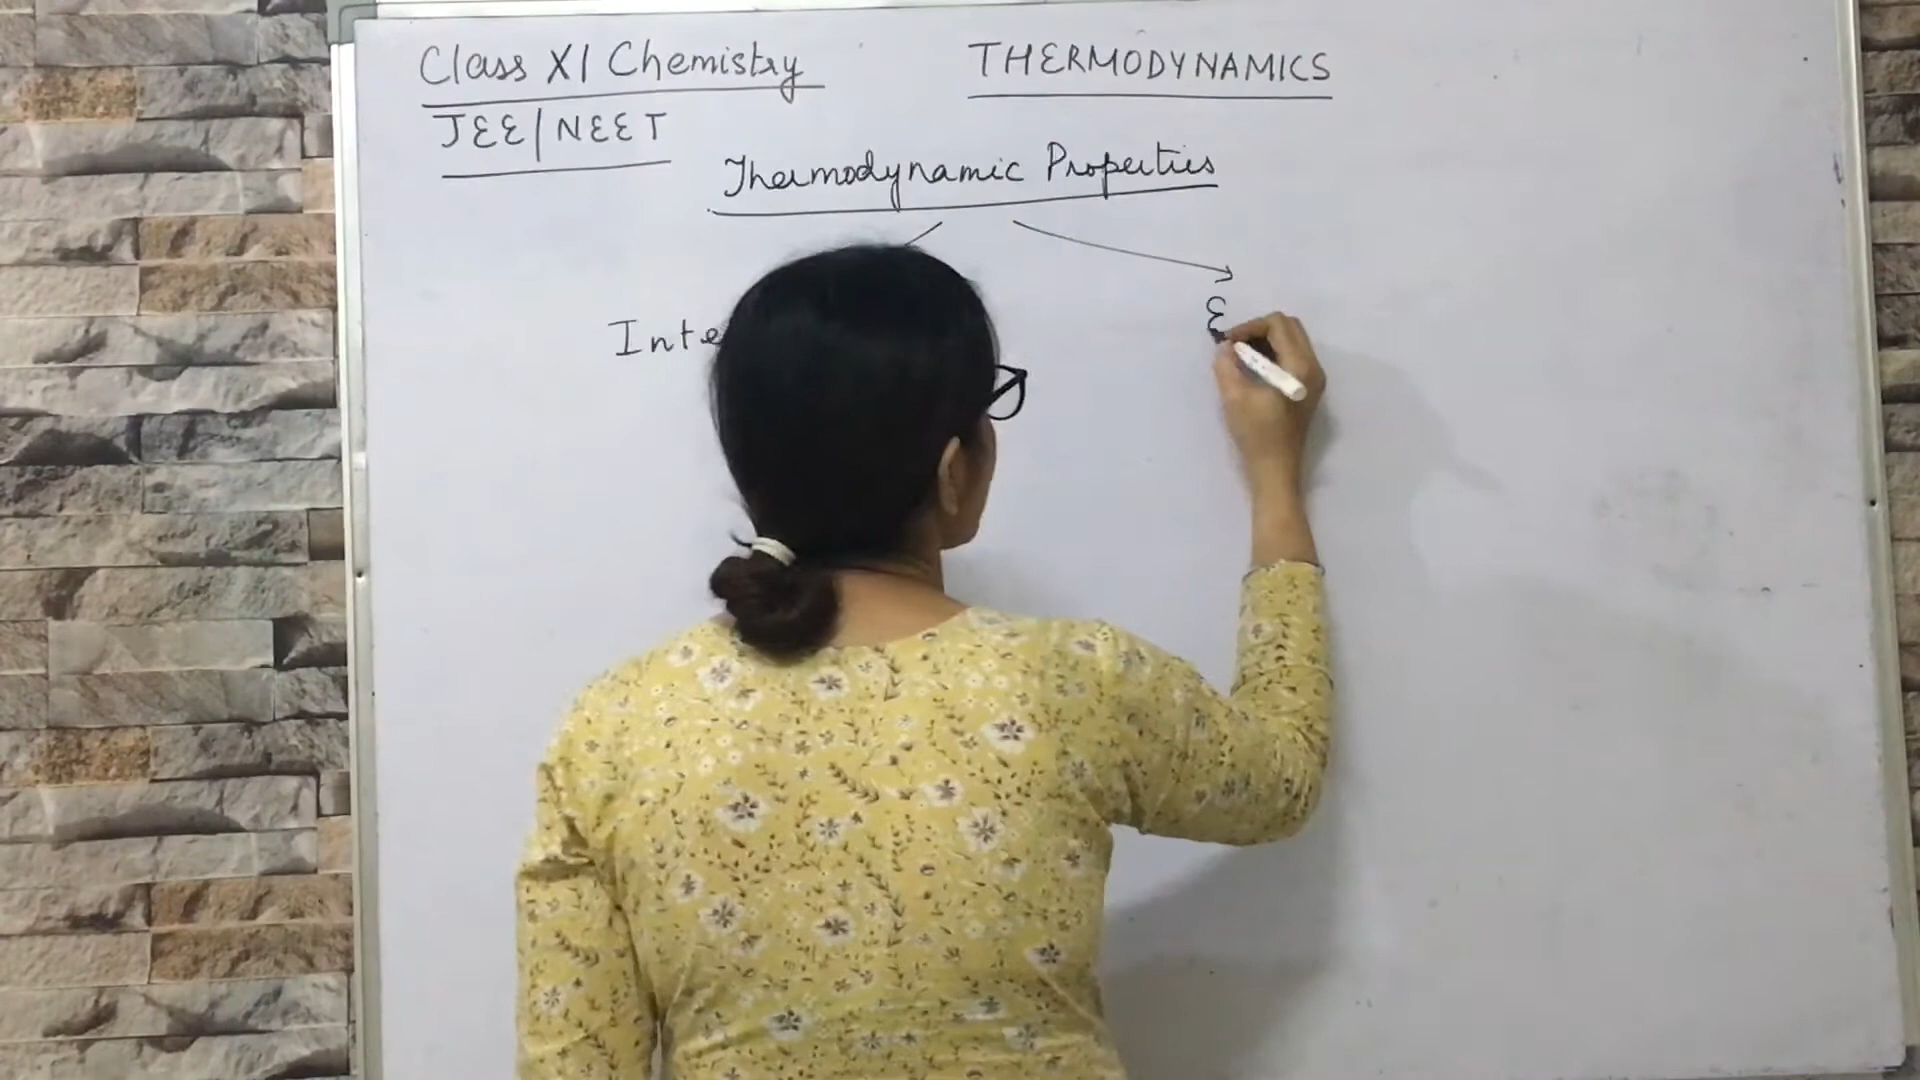 Class XI Chemistry
THERMODYNAMICS
JEE/NEET
Thermodynamic Properties
Inte
E